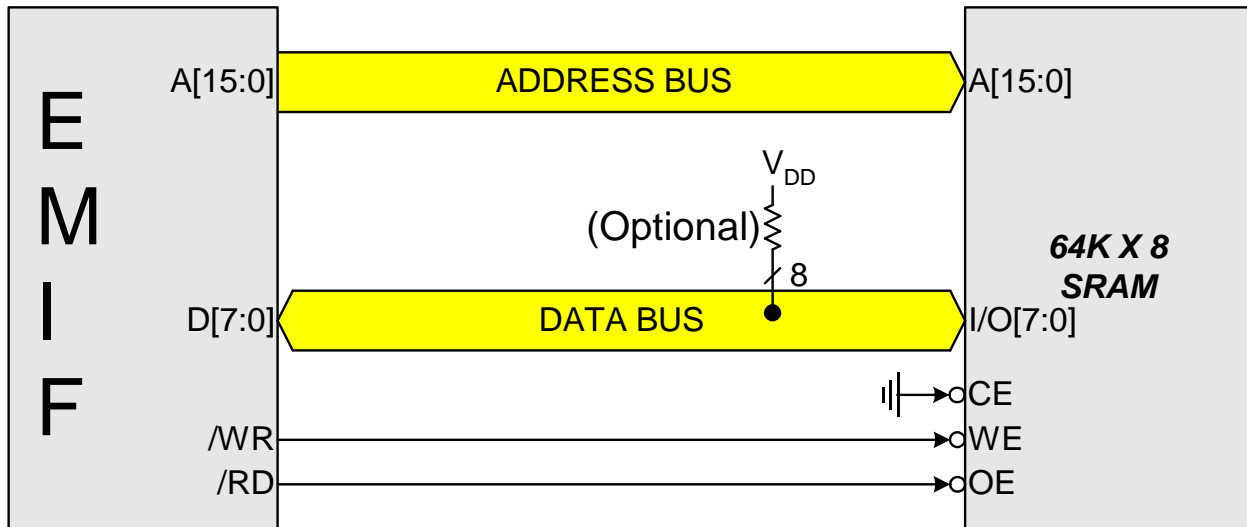 E
M
I
F
A[15:0]
ADDRESS BUS
A[15:0]
VDD
(Optional)
8
64K X 8
SRAM
D[7:0]
DATA BUS
I/O[7:0]
CE
/WR
WE
/RD
OE